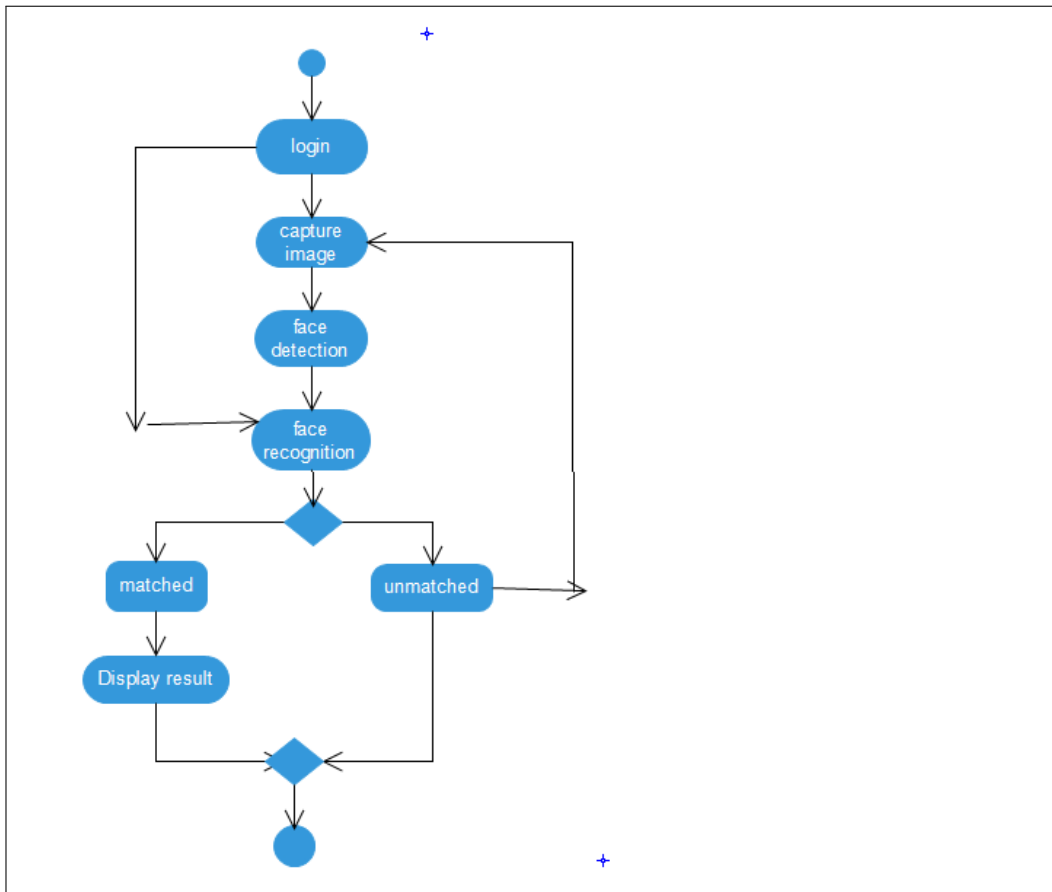 login
capture
image
face
detection
face
recognition
matched
unmatched
Display result